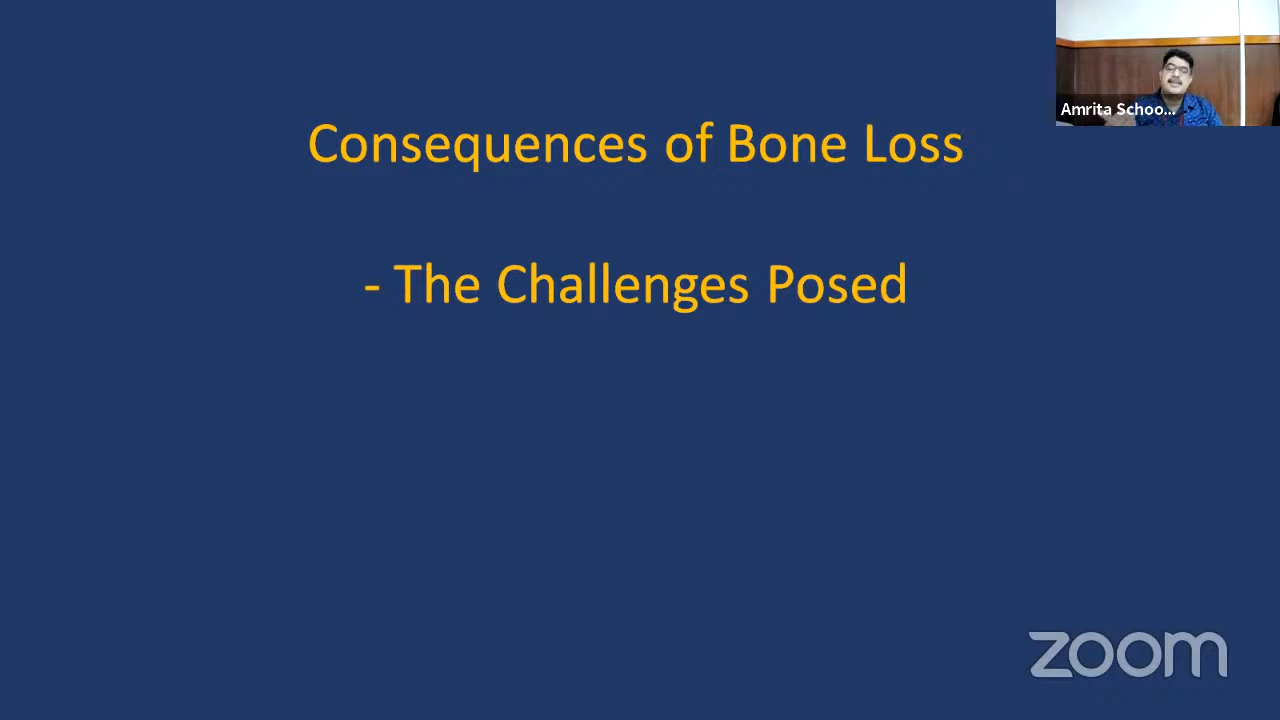 Amrita Schoo...
Consequences of Bone Loss
- The Challenges Posed
zoom